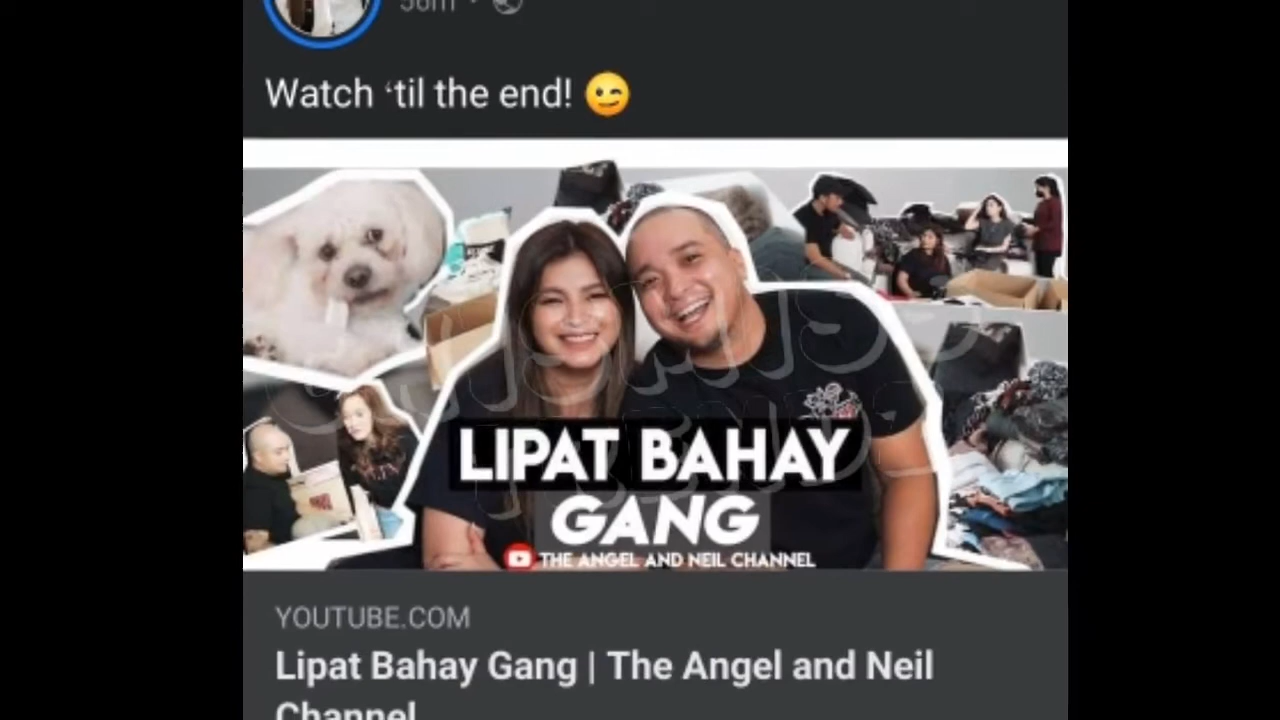 56m
Watch ‘til the end! 😉
LIPAT BAHAY
GANG
THE ANGEL AND NEIL CHANNEL
YOUTUBE.COM
Lipat Bahay Gang | The Angel and Neil
Channel